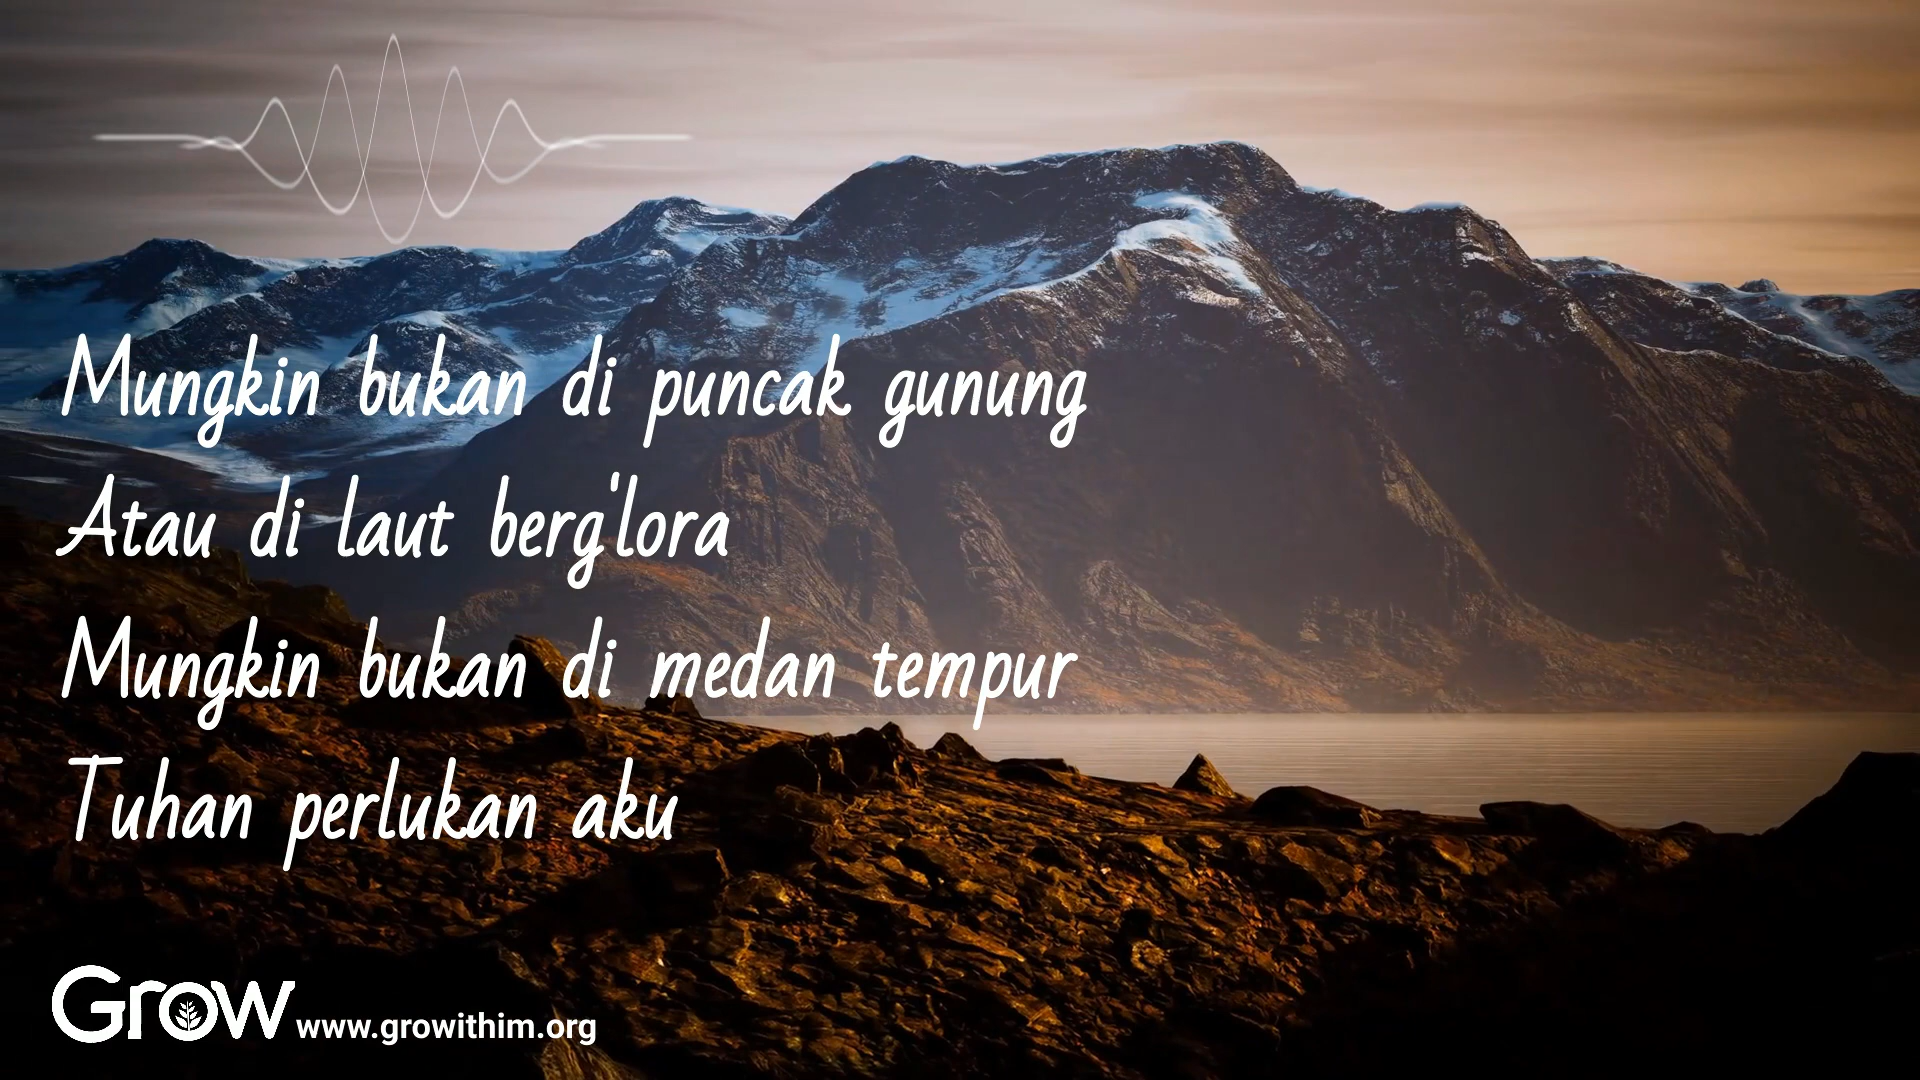 Mungkin bukan di puncak gunung
Atau di laut berg'lora
Mungkin bukan di medan tempur
Tuhan perlukan aku
Grow www.growithim.org